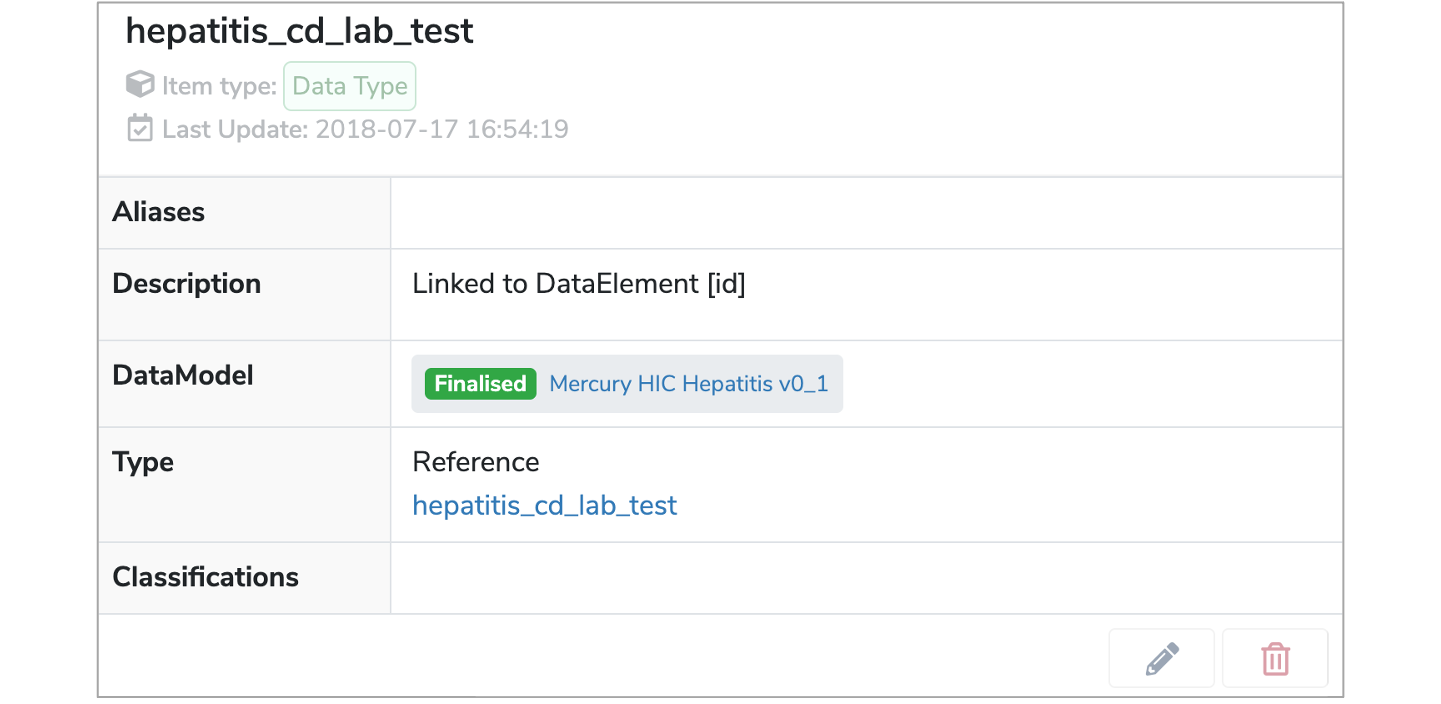 hepatitis_cd_lab_test
Item type: Data Type
Last Update: 2018-07-17 16:54:19
Aliases
Description Linked to DataElement [id]
DataModel Finalised Mercury HIC Hepatitis v0_1
Type Reference
hepatitis_cd_lab_test
Classifications